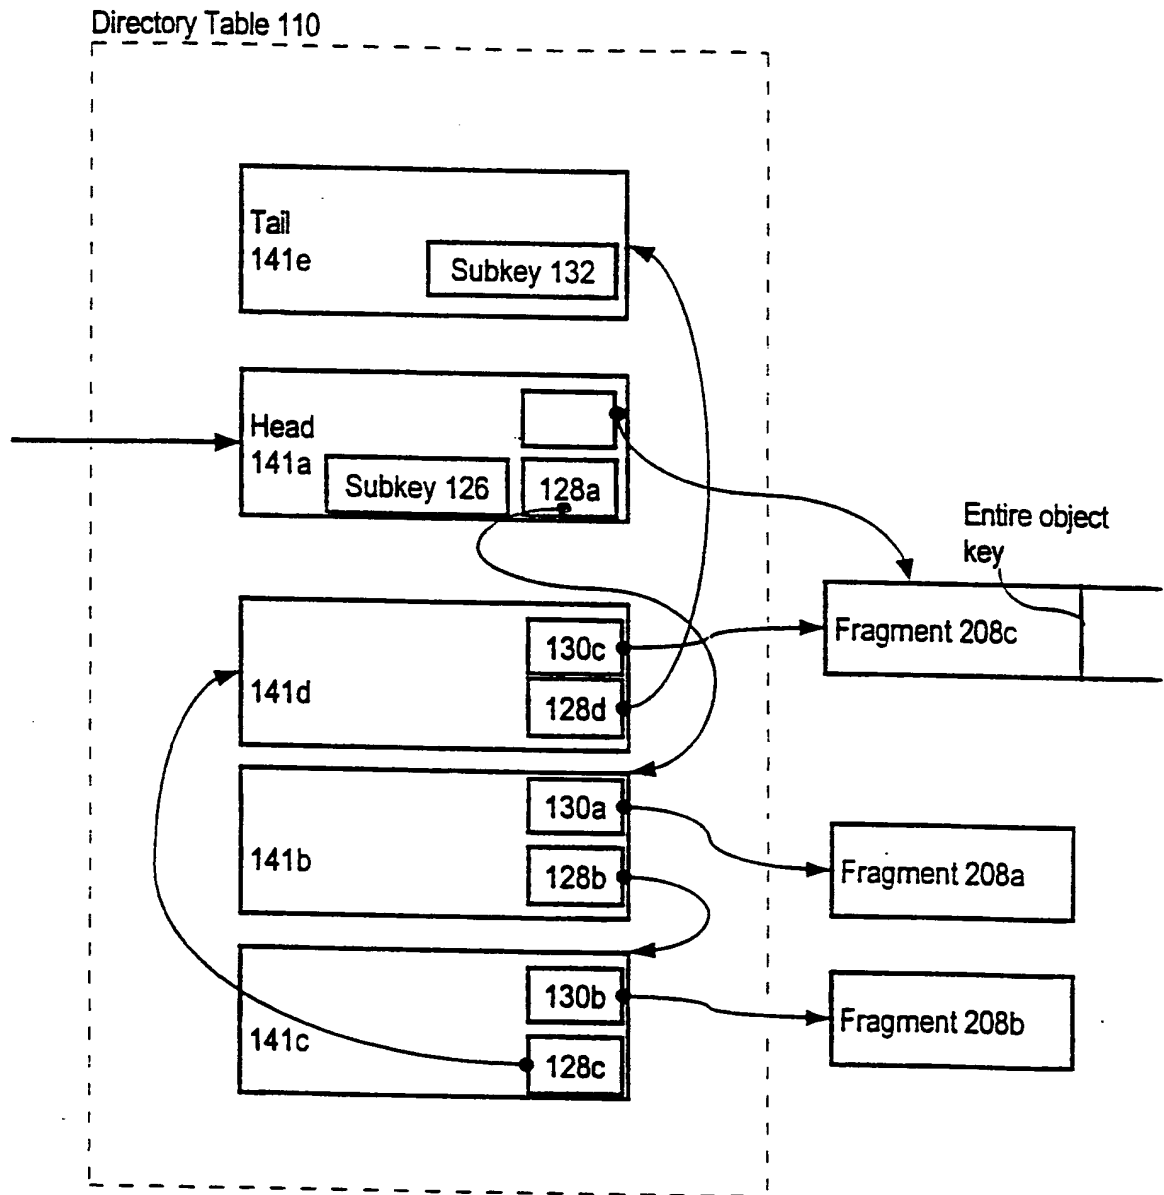 Directory Table 110
Tail
141e
Subkey 132
Head
141a
Subkey 126
128a
Entire object
key
130c
Fragment 208c
141d
128d
130a
141b
128b
Fragment 208a
130b
141c
128c
Fragment 208b